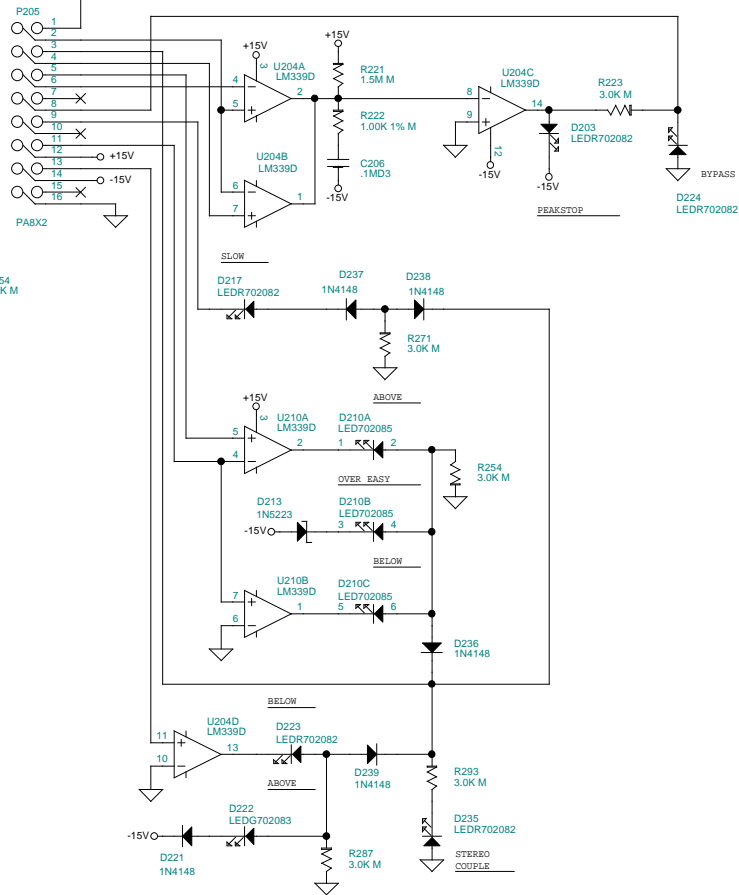 P205
1
2
3
4
5
6
7
8
9
10
11
12
13
14
15
16
PA8X2
+15V
-15V
54
K M
+15V
3
U204A
LM339D
4
5
2
U204B
LM339D
6
7
1
+15V
R221
1.5M M
R222
1.00K 1% M
C206
.1MD3
-15V
U204C
LM339D
8
9
14
12
-15V
D203
LEDR702082
-15V
PEAKSTOP
R223
3.0K M
BYPASS
D224
LEDR702082
SLOW
D217
LEDR702082
D237
1N4148
D238
1N4148
R271
3.0K M
ABOVE
+15V
3
U210A
LM339D
5
4
2
D210A
LED702085
1
2
R254
3.0K M
OVER EASY
D213
1N5223
-15V
D210B
LED702085
3
4
BELOW
U210B
LM339D
7
6
1
D210C
LED702085
5
6
D236
1N4148
BELOW
U204D
LM339D
11
10
13
D223
LEDR702082
D239
1N4148
R293
3.0K M
ABOVE
D222
LEDG702083
-15V
D221
1N4148
R287
3.0K M
D235
LEDR702082
STEREO
COUPLE